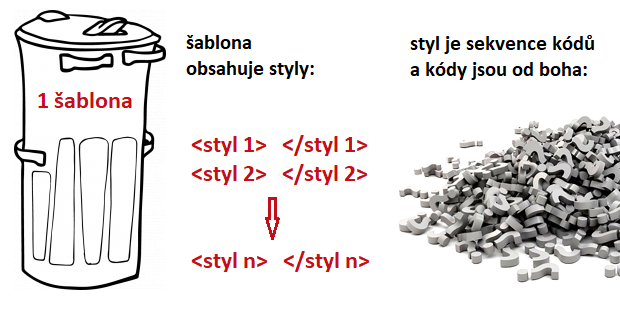 1 šablona
šablona
obsahuje styly:
<styl 1> </styl 1>
<styl 2> </styl 2>
<styl n> </styl n>
styl je sekvence kódů
a kódy jsou od boha: